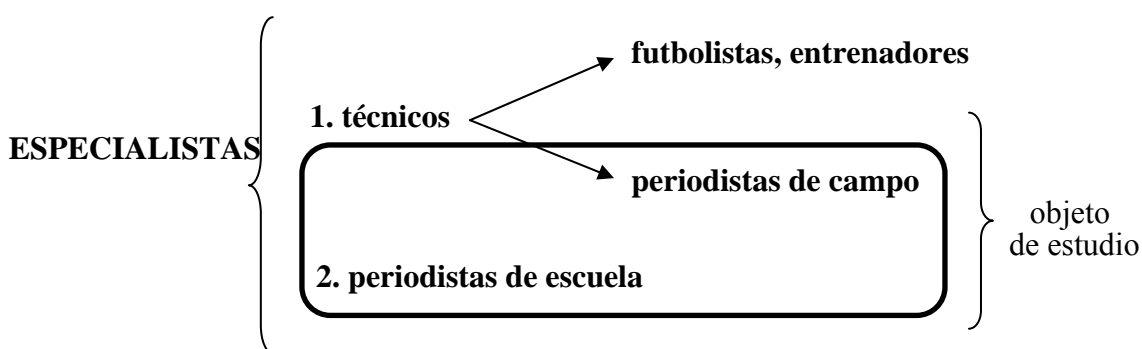 futbolistas, entrenadores
1. técnicos
ESPECIALISTAS
periodistas de campo
objeto
de estudio
2. periodistas de escuela